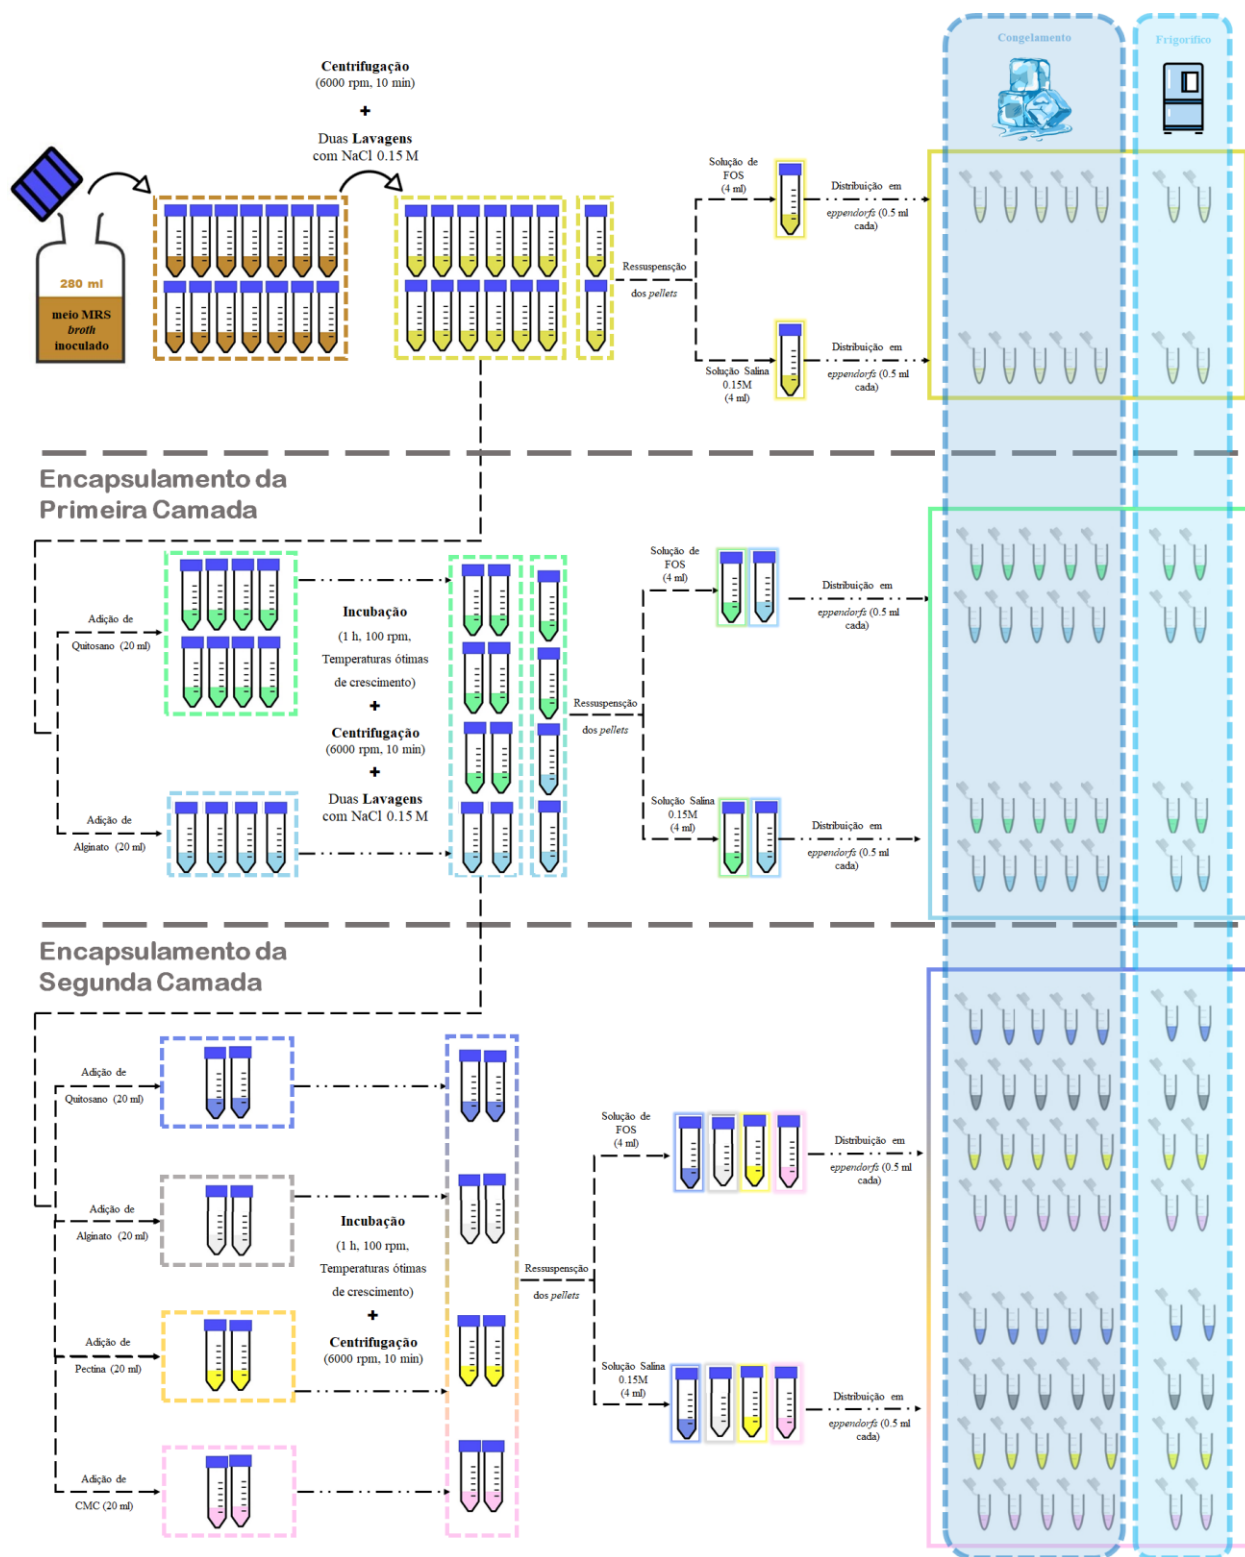 Congelamento
Frigorífico
Centrifugação
(6000 rpm, 10 min)
+
Duas Lavagens
com NaCl 0.15 M
280 ml
meio MRS
broth
inoculado
Solução de
FOS
(4 ml)
Distribuição em
eppendorfs (0.5 ml
cada)
Ressuspenção
dos pellets
Solução Salina
0.15M
(4 ml)
Distribuição em
eppendorfs (0.5 ml
cada)
Encapsulamento da
Primeira Camada
Adição de
Quitosano (20 ml)
Adição de
Alginato (20 ml)
Incubação
(1 h, 100 rpm,
Temperaturas ótimas
de crescimento)
+
Centrifugação
(6000 rpm, 10 min)
+
Duas Lavagens
com NaCl 0.15 M
Ressuspenção
dos pellets
Solução de
FOS
(4 ml)
Distribuição em
eppendorfs (0.5 ml
cada)
Solução Salina
0.15M
(4 ml)
Distribuição em
eppendorfs (0.5 ml
cada)
Encapsulamento da
Segunda Camada
Adição de
Quitosano (20 ml)
Adição de
Alginato (20 ml)
Adição de
Pectina (20 ml)
Adição de
CMC (20 ml)
Incubação
(1 h, 100 rpm,
Temperaturas ótimas
de crescimento)
+
Centrifugação
(6000 rpm, 10 min)
Ressuspenção
dos pellets
Solução de
FOS
(4 ml)
Distribuição em
eppendorfs (0.5 ml
cada)
Solução Salina
0.15M
(4 ml)
Distribuição em
eppendorfs (0.5 ml
cada)